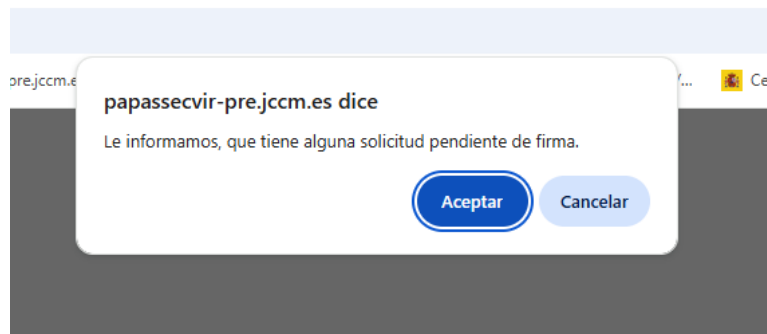 pre.jccm.e
/...
Ce
papassecvir-pre.jccm.es dice
Le informamos, que tiene alguna solicitud pendiente de firma.
Aceptar
Cancelar